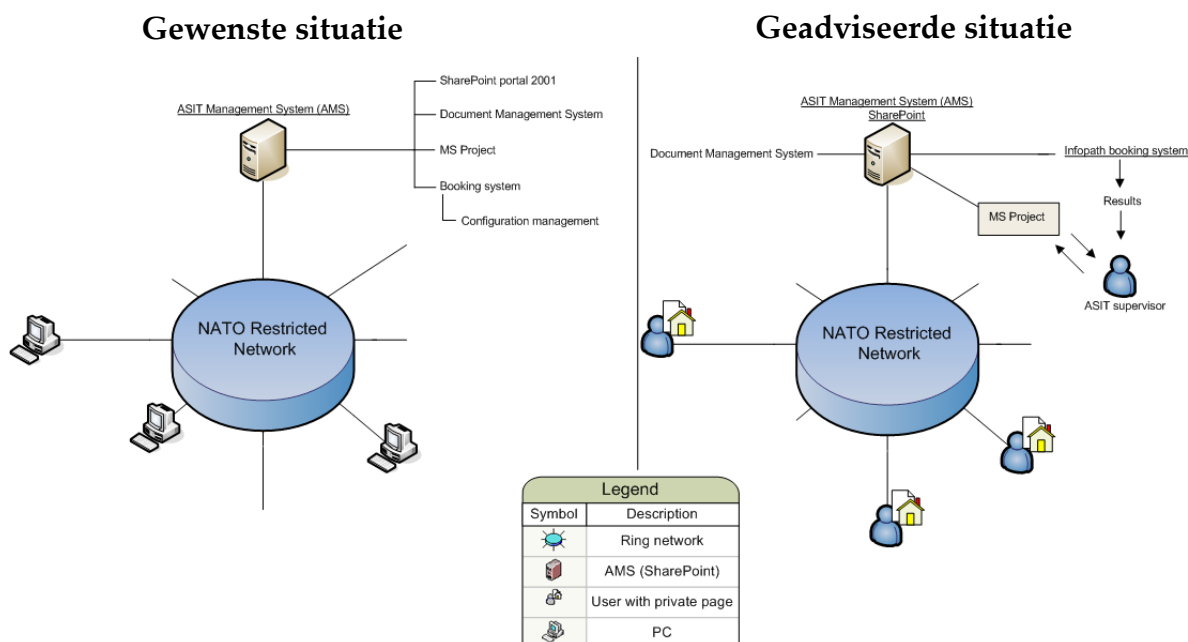 Gewenste situatie
ASIT Management System (AMS)
SharePoint portal 2001
Document Management System
MS Project
Booking system
Configuration management
NATO Restricted
Network
Geadviseerde situatie
ASIT Management System (AMS)
SharePoint
Document Management System
Infopath booking system
Results
MS Project
ASIT supervisor
NATO Restricted
Network
Legend
Symbol Description
Ring network
AMS (SharePoint)
User with private page
PC